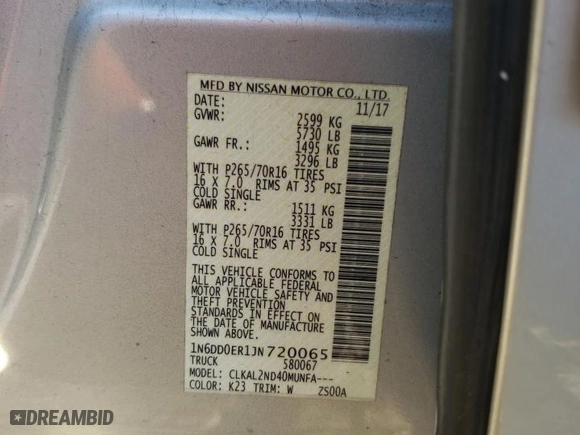 MFD BY NISSAN MOTOR CO., LTD.
DATE: 11/17
GVWR: 2599 KG
5730 LB
GAWR FR.: 1495 KG
3296 LB
WITH P265/70R16 TIRES
16 X 7.0 RIMS AT 35 PSI
COLD SINGLE
GAWR RR.: 1511 KG
3331 LB
WITH P265/70R16 TIRES
16 X 7.0 RIMS AT 35 PSI
COLD SINGLE
THIS VEHICLE CONFORMS TO
ALL APPLICABLE FEDERAL
MOTOR VEHICLE SAFETY AND
THEFT PREVENTION
STANDARDS IN EFFECT ON
THE DATE OF MANUFACTURE
SHOWN ABOVE.
1N6DD0ER1JN720065
TRUCK 580067
MODEL: CLKAL2ND40MUNFA---
COLOR: K23 TRIM: W ZS00A
DREAMBID